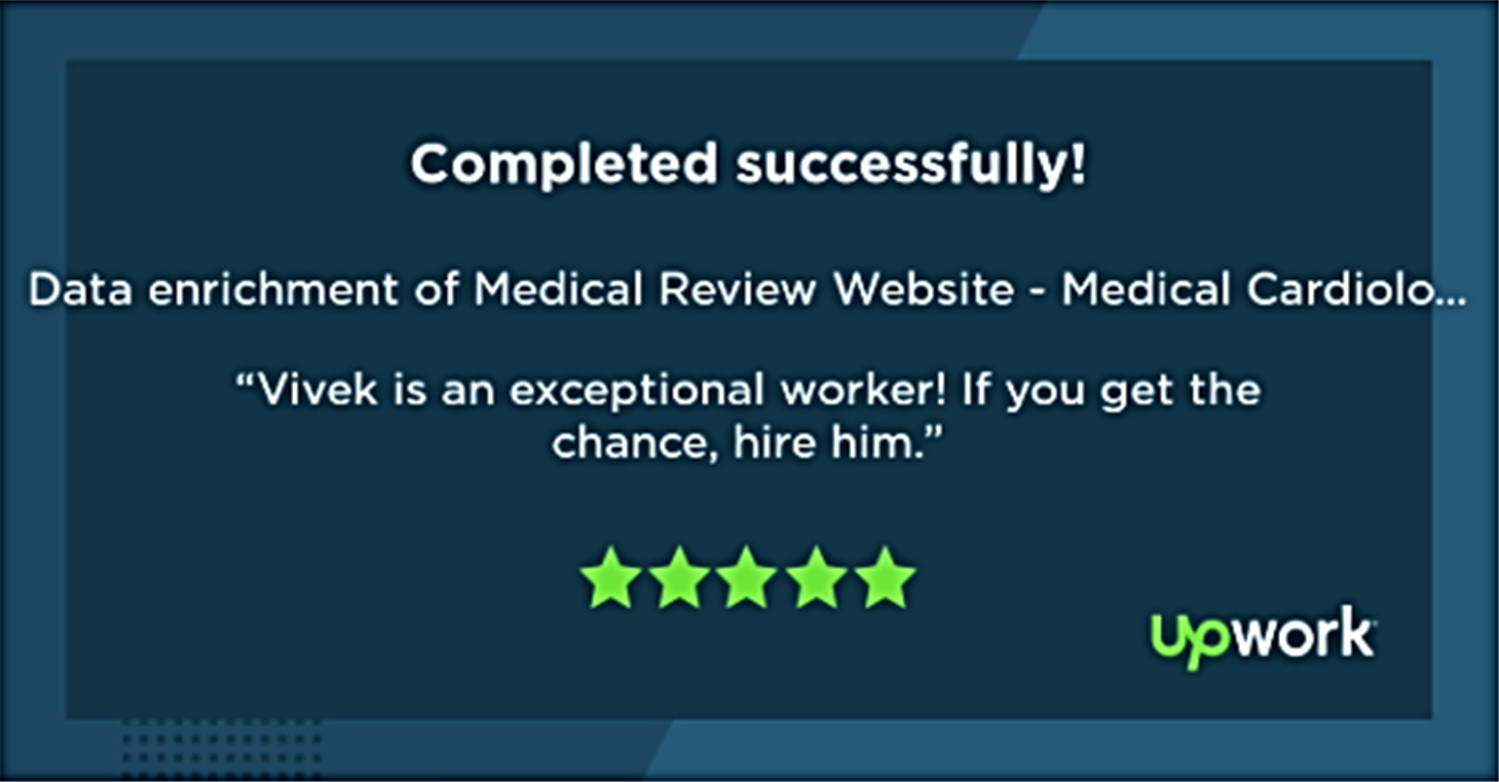 Completed successfully!
Data enrichment of Medical Review Website - Medical Cardiolo...
“Vivek is an exceptional worker! If you get the
chance, hire him.”
upwork